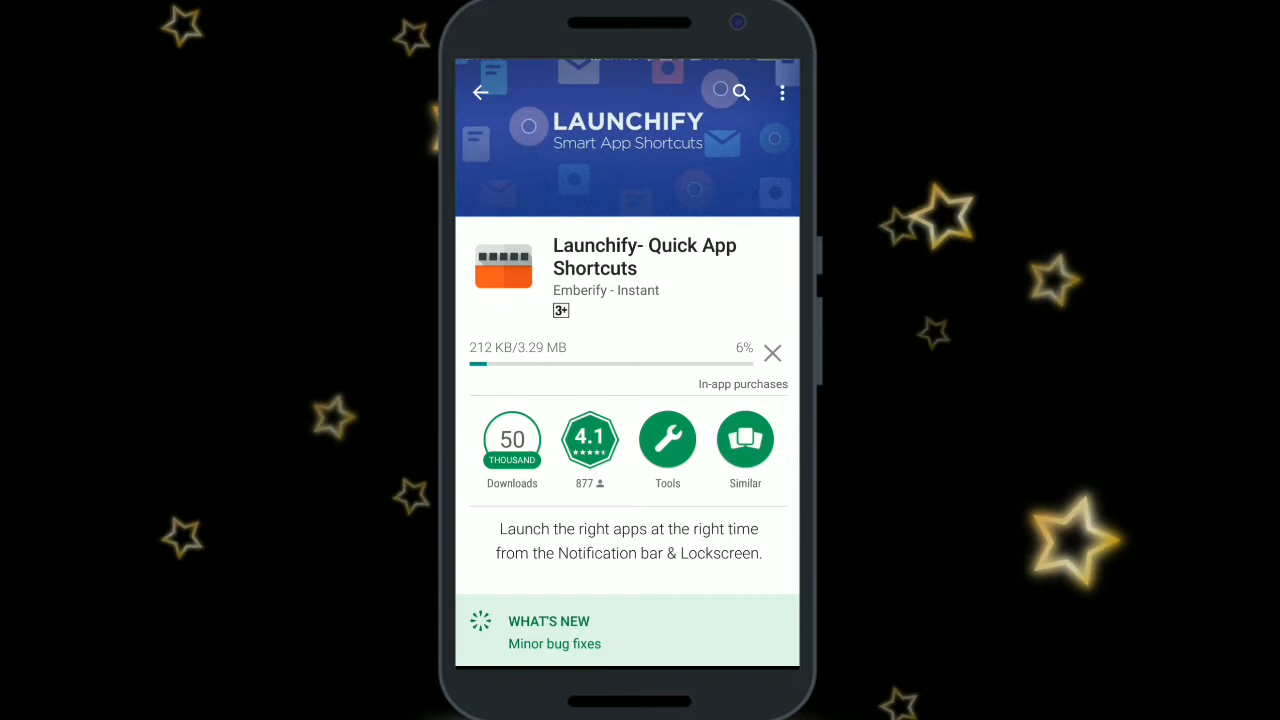 LAUNCHIFY
Smart App Shortcuts
Launchify- Quick App
Shortcuts
Emberify - Instant
3+
212 KB/3.29 MB 6%
In-app purchases
50
THOUSAND
Downloads
4.1
877
Tools
Similar
Launch the right apps at the right time
from the Notification bar & Lockscreen.
WHAT'S NEW
Minor bug fixes